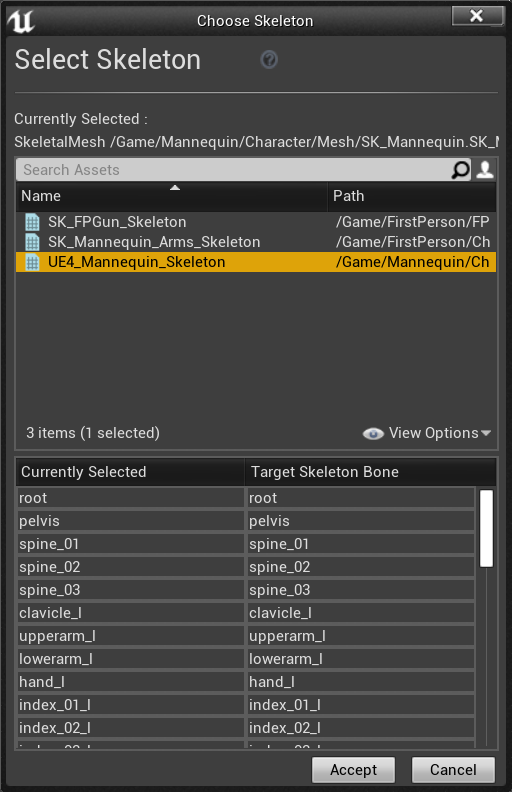 Choose Skeleton
Select Skeleton
Currently Selected :
SkeletalMesh /Game/Mannequin/Character/Mesh/SK_Mannequin.SK_
Search Assets
Name Path
SK_FPGun_Skeleton /Game/FirstPerson/FP
SK_Mannequin_Arms_Skeleton /Game/FirstPerson/Ch
UE4_Mannequin_Skeleton /Game/Mannequin/Ch
3 items (1 selected) View Options
Currently Selected Target Skeleton Bone
root root
pelvis pelvis
spine_01 spine_01
spine_02 spine_02
spine_03 spine_03
clavicle_l clavicle_l
upperarm_l upperarm_l
lowerarm_l lowerarm_l
hand_l hand_l
index_01_l index_01_l
index_02_l index_02_l
Accept Cancel